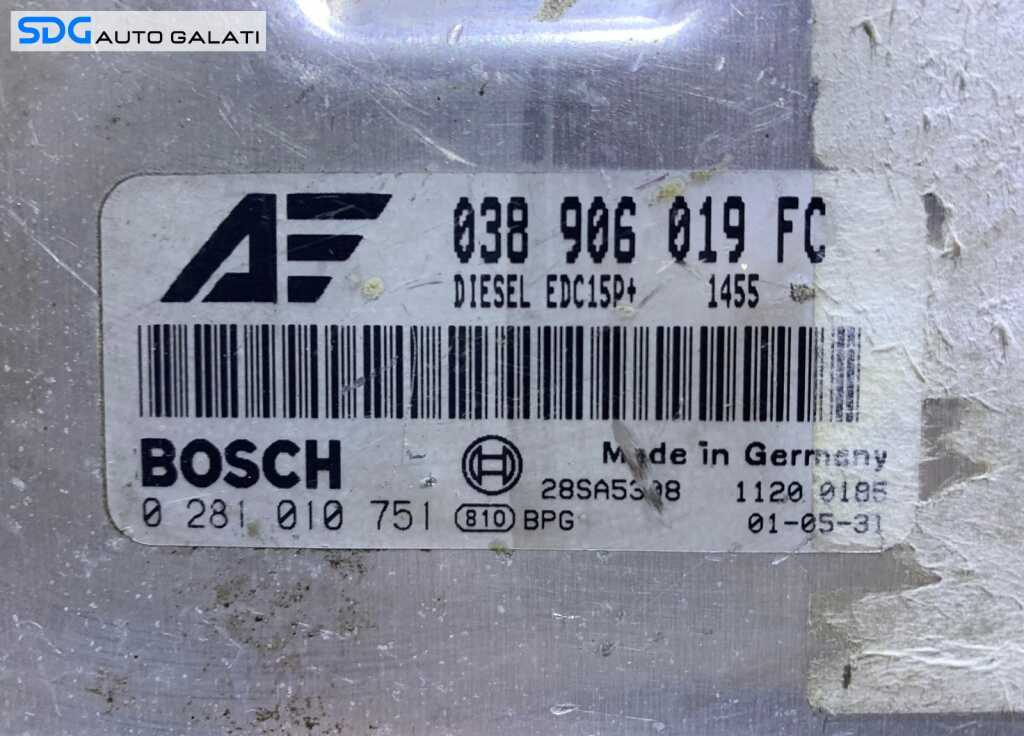 SDG AUTO GALATI
AF
038 906 019 FC
DIESEL EDC15P+ 1455
BOSCH
Made in Germany
28SA5308 1120 0185
0 281 010 751 810 BPG
01-05-31